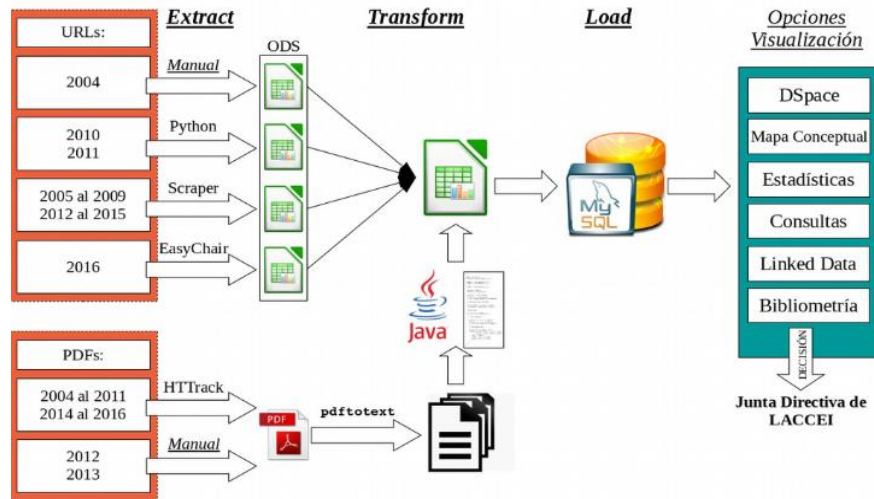 Extract
Transform
Load
Opciones
Visualización
URLs:
2004
2010
2011
2005 al 2009
2012 al 2015
2016
Manual
Python
Scraper
EasyChair
ODS
MySQL
Java
DSpace
Mapa Conceptual
Estadísticas
Consultas
Linked Data
Bibliometría
DECISIÓN
Junta Directiva de
LACCEI
PDFs:
2004 al 2011
2014 al 2016
2012
2013
HTTrack
Manual
PDF
pdftotext